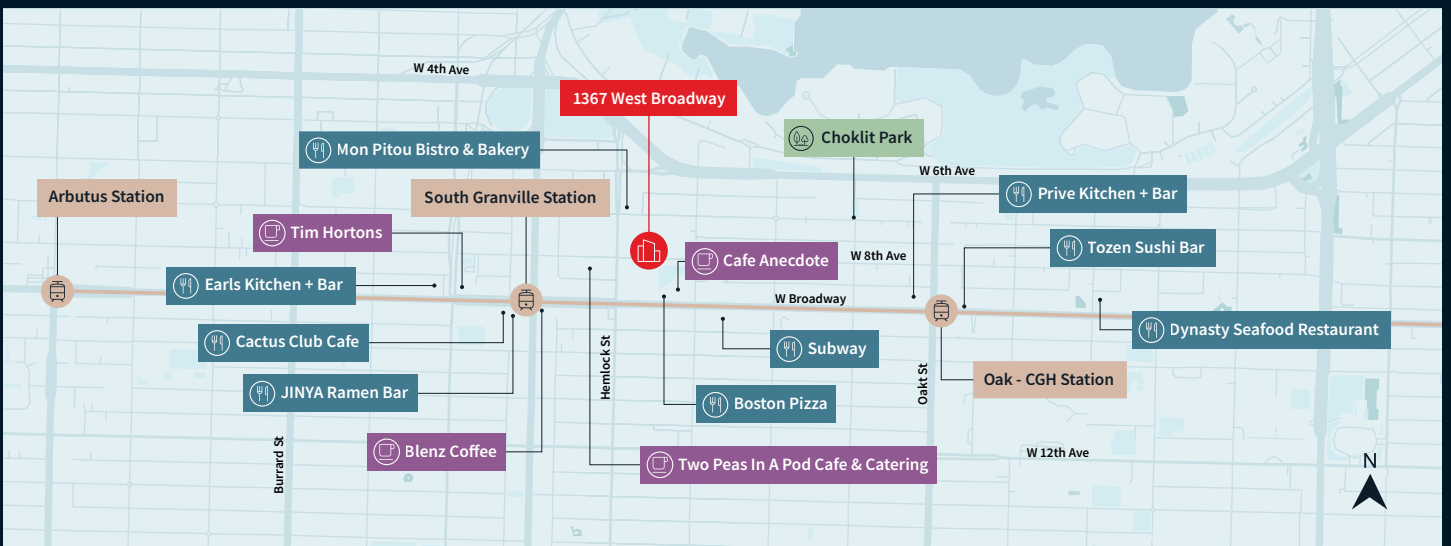 W 4th Ave
1367 West Broadway
Choklit Park
Mon Pitou Bistro & Bakery
W 6th Ave
Arbutus Station
South Granville Station
Prive Kitchen + Bar
Tim Hortons
Tozen Sushi Bar
W 8th Ave
Cafe Anecdote
Earls Kitchen + Bar
W Broadway
Dynasty Seafood Restaurant
Cactus Club Cafe
Subway
Hemlock St
Oakt St
Oak - CGH Station
JINYA Ramen Bar
Boston Pizza
Blenz Coffee
W 12th Ave
Burrard St
Two Peas In A Pod Cafe & Catering
N